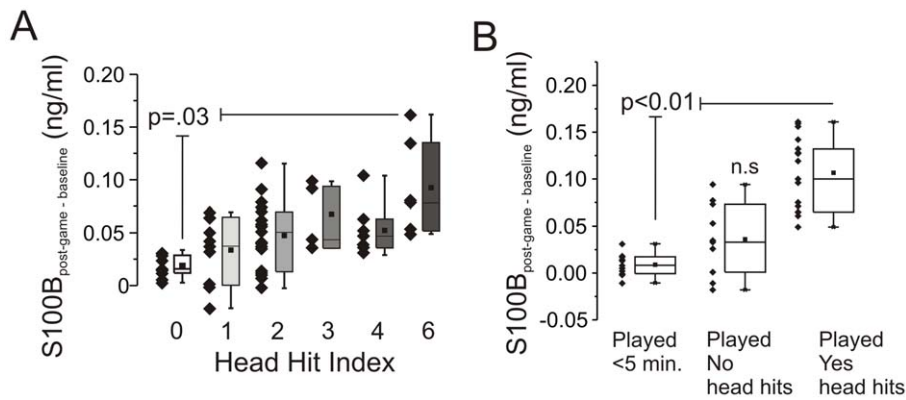 A
S100B post-game - baseline (ng/ml)
0.20
0.15
0.10
0.05
0
p=.03
0 1 2 3 4 6
Head Hit Index
B
S100B post-game - baseline (ng/ml)
0.20
0.15
0.10
0.05
0.00
-0.05
p<0.01
n.s
Played
<5 min.
Played
No
head hits
Played
Yes
head hits